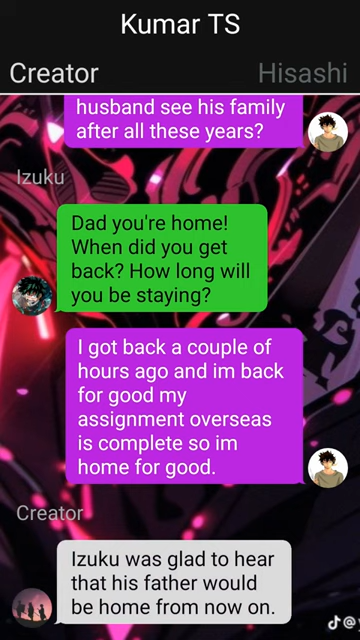 Kumar TS
Creator
Hisashi
husband see his family
after all these years?
Izuku
Dad you're home!
When did you get
back? How long will
you be staying?
I got back a couple of
hours ago and im back
for good my
assignment overseas
is complete so im
home for good.
Creator
Izuku was glad to hear
that his father would
be home from now on.
@